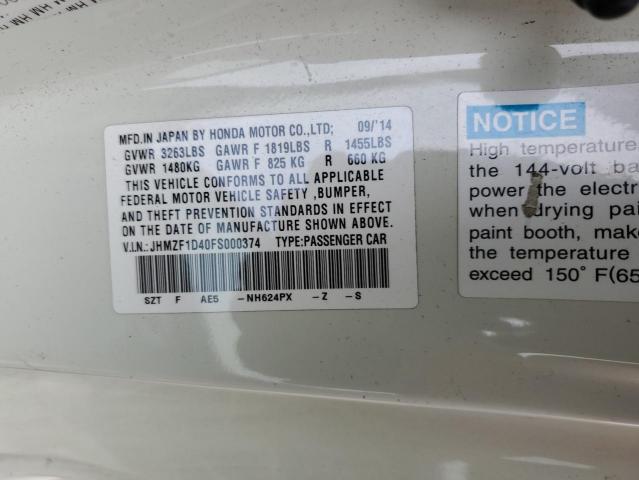 MFD.IN JAPAN BY HONDA MOTOR CO.,LTD; 09/'14
GVWR 3263LBS GAWR F 1819LBS R 1455LBS
GVWR 1480KG GAWR F 825 KG R 660 KG
THIS VEHICLE CONFORMS TO ALL APPLICABLE
FEDERAL MOTOR VEHICLE SAFETY ,BUMPER,
AND THEFT PREVENTION STANDARDS IN EFFECT
ON THE DATE OF MANUFACTURE SHOWN ABOVE.
V.I.N.: JHMZF1D40FS000374 TYPE:PASSENGER CAR
SZT F AE5 -NH624PX -Z -S
NOTICE
High temperature
the 144-volt ba
power the electr
when drying pai
paint booth, make
the temperature
exceed 150° F(65